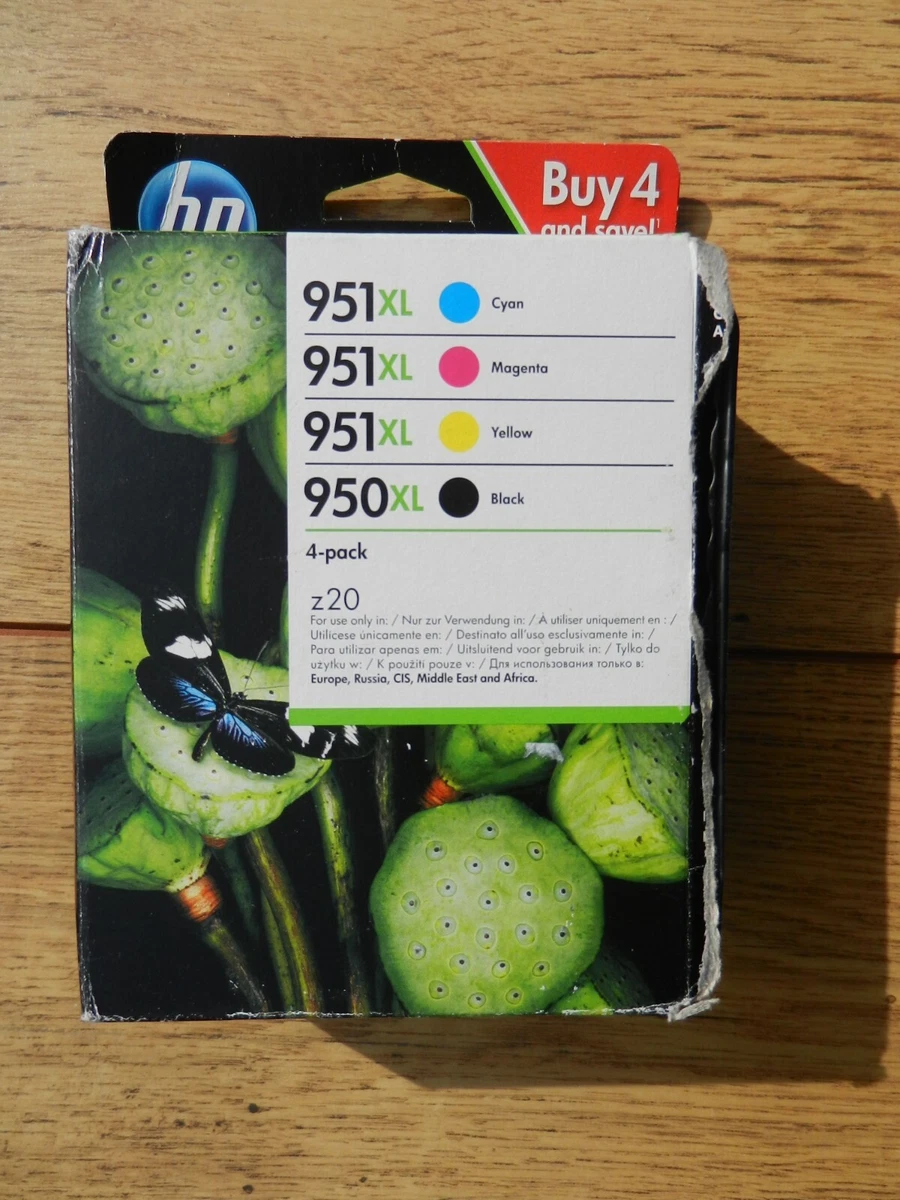 hp
Buy 4
and save!¹
951XL Cyan
951XL Magenta
951XL Yellow
950XL Black
4-pack
z20
For use only in: / Nur zur Verwendung in: / À utiliser uniquement en : /
Utilícese únicamente en: / Destinato all'uso esclusivamente in: /
Para utilizar apenas em: / Uitsluitend voor gebruik in: / Tylko do
użytku w: / K použití pouze v: / Для использования только в:
Europe, Russia, CIS, Middle East and Africa.
A